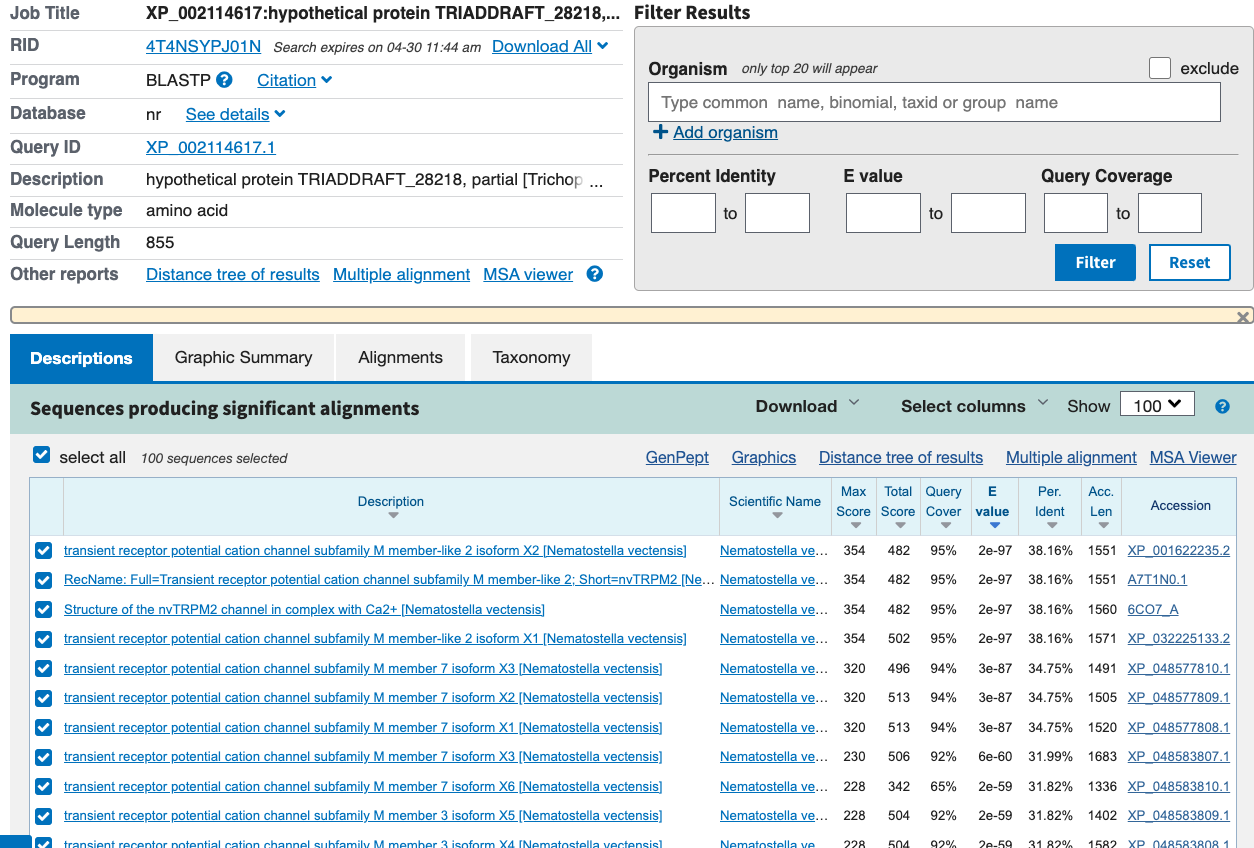 Job Title XP_002114617:hypothetical protein TRIADDRAFT_28218,...
RID 4T4NSYPJ01N Search expires on 04-30 11:44 am Download All
Program BLASTP ? Citation
Database nr See details
Query ID XP_002114617.1
Description hypothetical protein TRIADDRAFT_28218, partial [Trichop ...
Molecule type amino acid
Query Length 855
Other reports Distance tree of results Multiple alignment MSA viewer ?
Filter Results
Organism only top 20 will appear exclude
Type common name, binomial, taxid or group name
+ Add organism
Percent Identity E value Query Coverage
to to to
Filter Reset
Descriptions Graphic Summary Alignments Taxonomy
Sequences producing significant alignments Download Select columns Show 100 ?
select all 100 sequences selected GenPept Graphics Distance tree of results Multiple alignment MSA Viewer
Description Scientific Name Max Score Total Score Query Cover E value Per. Ident Acc. Len Accession
transient receptor potential cation channel subfamily M member-like 2 isoform X2 [Nematostella vectensis] Nematostella ve... 354 482 95% 2e-97 38.16% 1551 XP_001622235.2
RecName: Full=Transient receptor potential cation channel subfamily M member-like 2; Short=nvTRPM2 [Ne... Nematostella ve... 354 482 95% 2e-97 38.16% 1551 A7T1N0.1
Structure of the nvTRPM2 channel in complex with Ca2+ [Nematostella vectensis] Nematostella ve... 354 482 95% 2e-97 38.16% 1560 6CO7_A
transient receptor potential cation channel subfamily M member-like 2 isoform X1 [Nematostella vectensis] Nematostella ve... 354 502 95% 2e-97 38.16% 1571 XP_032225133.2
transient receptor potential cation channel subfamily M member 7 isoform X3 [Nematostella vectensis] Nematostella ve... 320 496 94% 3e-87 34.75% 1491 XP_048577810.1
transient receptor potential cation channel subfamily M member 7 isoform X2 [Nematostella vectensis] Nematostella ve... 320 513 94% 3e-87 34.75% 1505 XP_048577809.1
transient receptor potential cation channel subfamily M member 7 isoform X1 [Nematostella vectensis] Nematostella ve... 320 513 94% 3e-87 34.75% 1520 XP_048577808.1
transient receptor potential cation channel subfamily M member 7 isoform X3 [Nematostella vectensis] Nematostella ve... 230 506 92% 6e-60 31.99% 1683 XP_048583807.1
transient receptor potential cation channel subfamily M member 7 isoform X6 [Nematostella vectensis] Nematostella ve... 228 342 65% 2e-59 31.82% 1336 XP_048583810.1
transient receptor potential cation channel subfamily M member 3 isoform X5 [Nematostella vectensis] Nematostella ve... 228 504 92% 2e-59 31.82% 1402 XP_048583809.1
transient receptor potential cation channel subfamily M member 3 isoform X4 [Nematostella vectensis] Nematostella ve... 228 504 92% 2e-59 31.82% 1582 XP_048583808.1